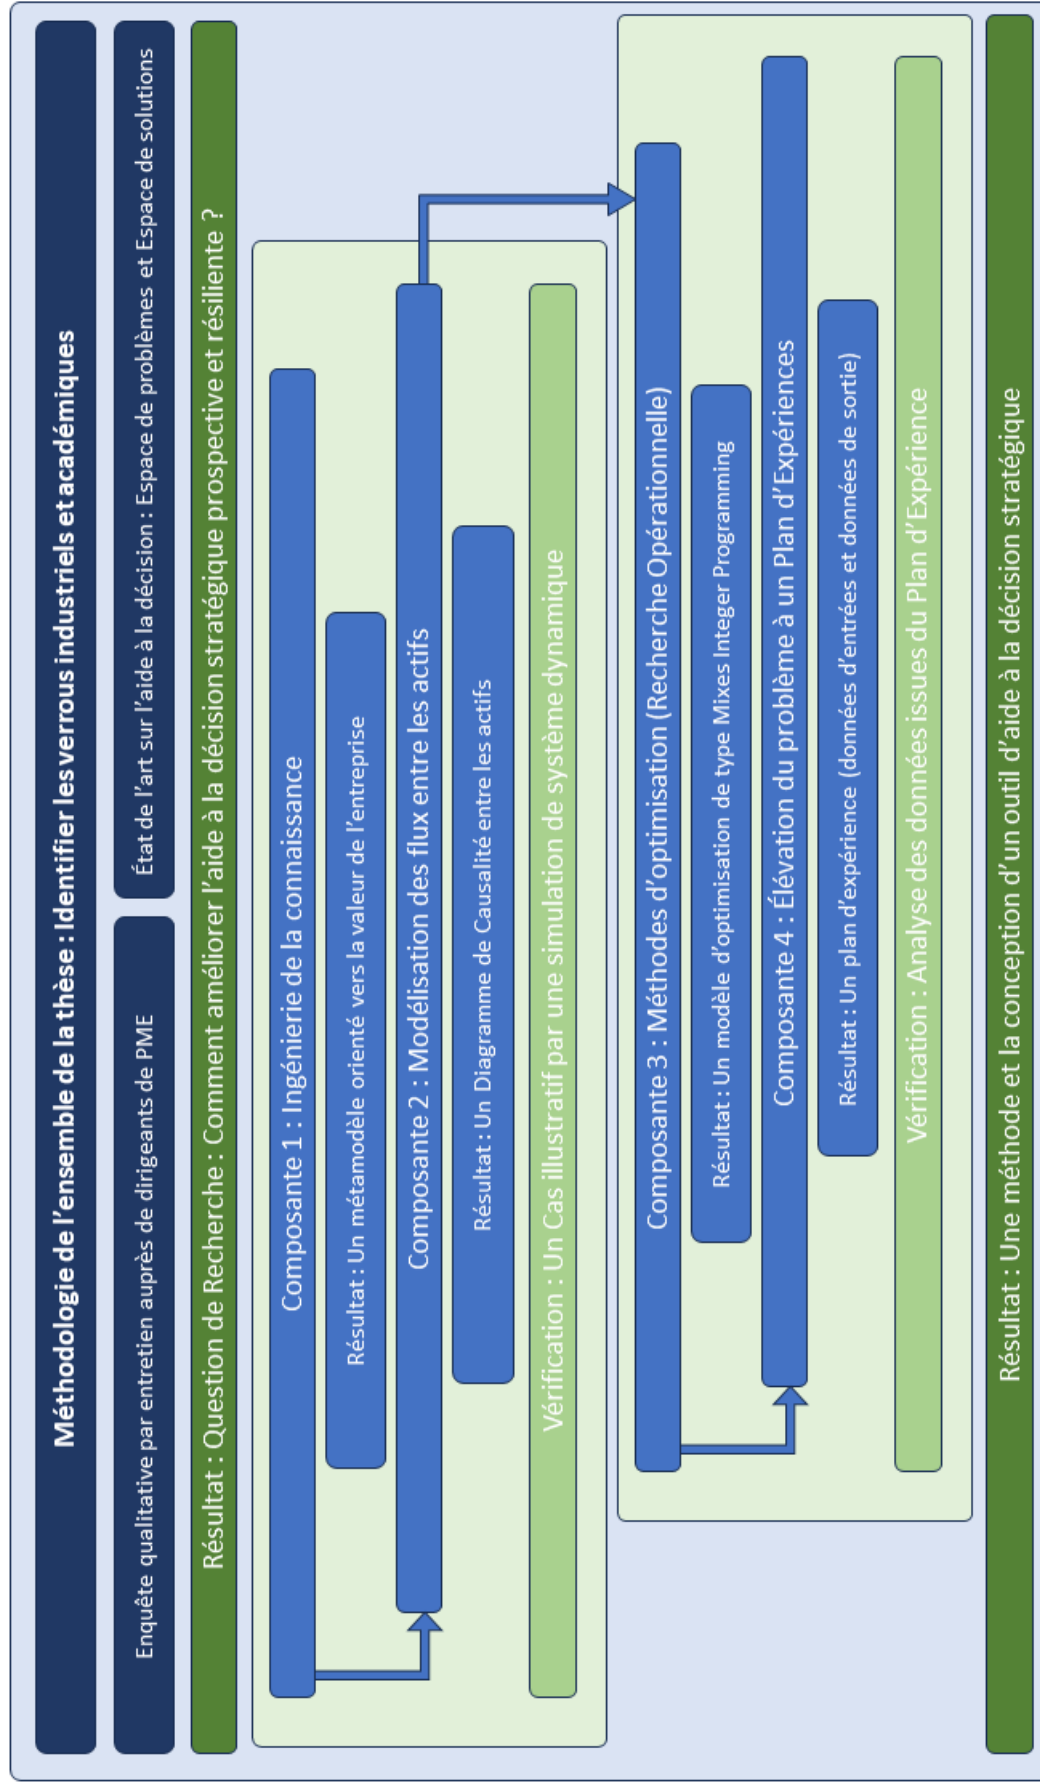 Méthodologie de l'ensemble de la thèse : Identifier les verrous industriels et académiques
Enquête qualitative par entretien auprès de dirigeants de PME
État de l'art sur l'aide à la décision : Espace de problèmes et Espace de solutions
Résultat : Question de Recherche : Comment améliorer l'aide à la décision stratégique prospective et résiliente ?
Composante 1 : Ingénierie de la connaissance
Résultat : Un métamodèle orienté vers la valeur de l'entreprise
Composante 2 : Modélisation des flux entre les actifs
Résultat : Un Diagramme de Causalité entre les actifs
Vérification : Un Cas illustratif par une simulation de système dynamique
Composante 3 : Méthodes d'optimisation (Recherche Opérationnelle)
Résultat : Un modèle d'optimisation de type Mixes Integer Programming
Composante 4 : Élévation du problème à un Plan d'Expériences
Résultat : Un plan d'expérience (données d'entrées et données de sortie)
Vérification : Analyse des données issues du Plan d'Expérience
Résultat : Une méthode et la conception d'un outil d'aide à la décision stratégique